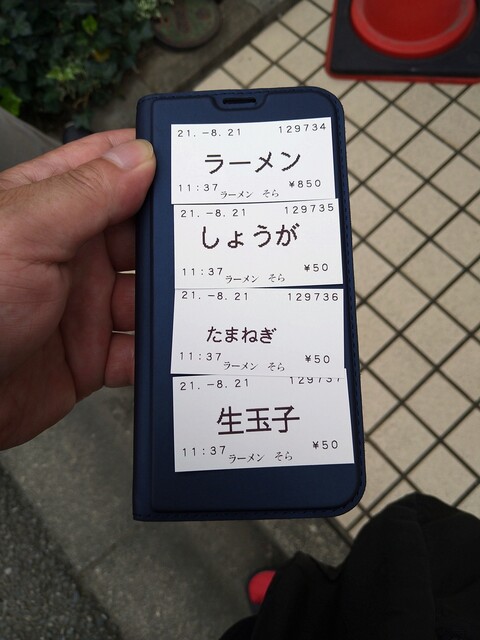 21. -8. 21 129734
ラーメン
11:37 ラーメン そら ¥850
21. -8. 21 129735
しょうが
11:37 ラーメン そら ¥50
21. -8. 21 129736
たまねぎ
11:37 ラーメン そら ¥50
21. -8. 21 129737
生玉子
11:37 ラーメン そら ¥50